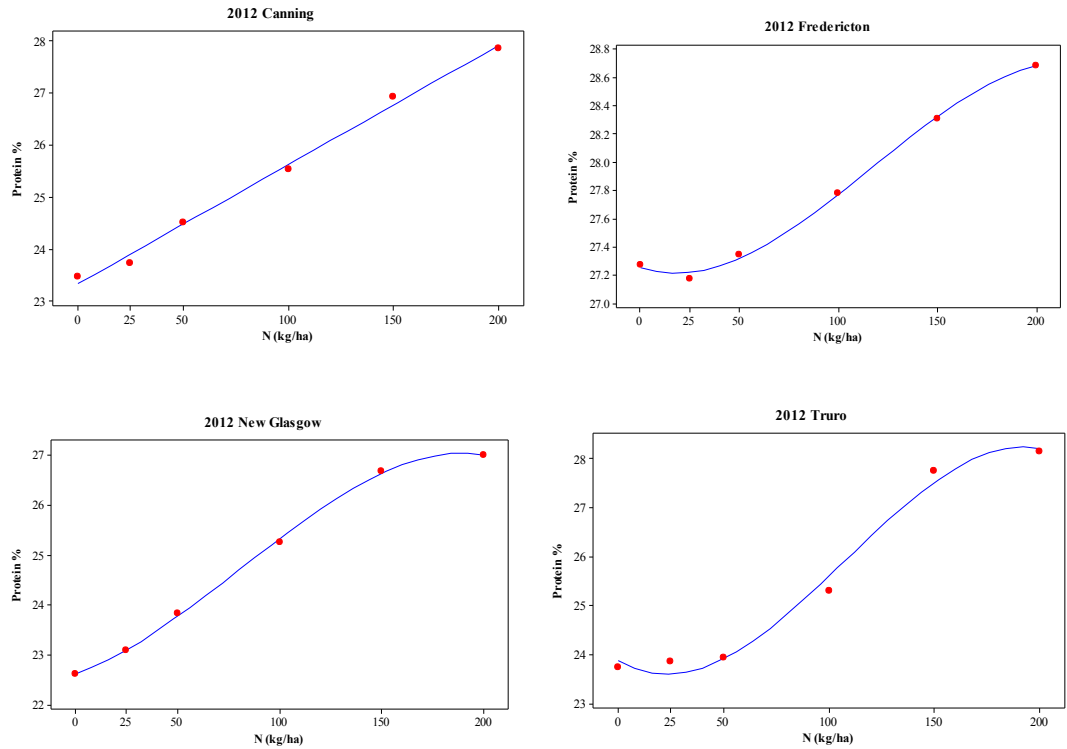 2012 Canning
28
27
26
25
24
23
Protein %
0 25 50 100 150 200
N (kg/ha)
2012 Fredericton
28.8
28.6
28.4
28.2
28.0
27.8
27.6
27.4
27.2
27.0
Protein %
0 25 50 100 150 200
N (kg/ha)
2012 New Glasgow
27
26
25
24
23
22
Protein %
0 25 50 100 150 200
N (kg/ha)
2012 Truro
28
27
26
25
24
23
Protein %
0 25 50 100 150 200
N (kg/ha)